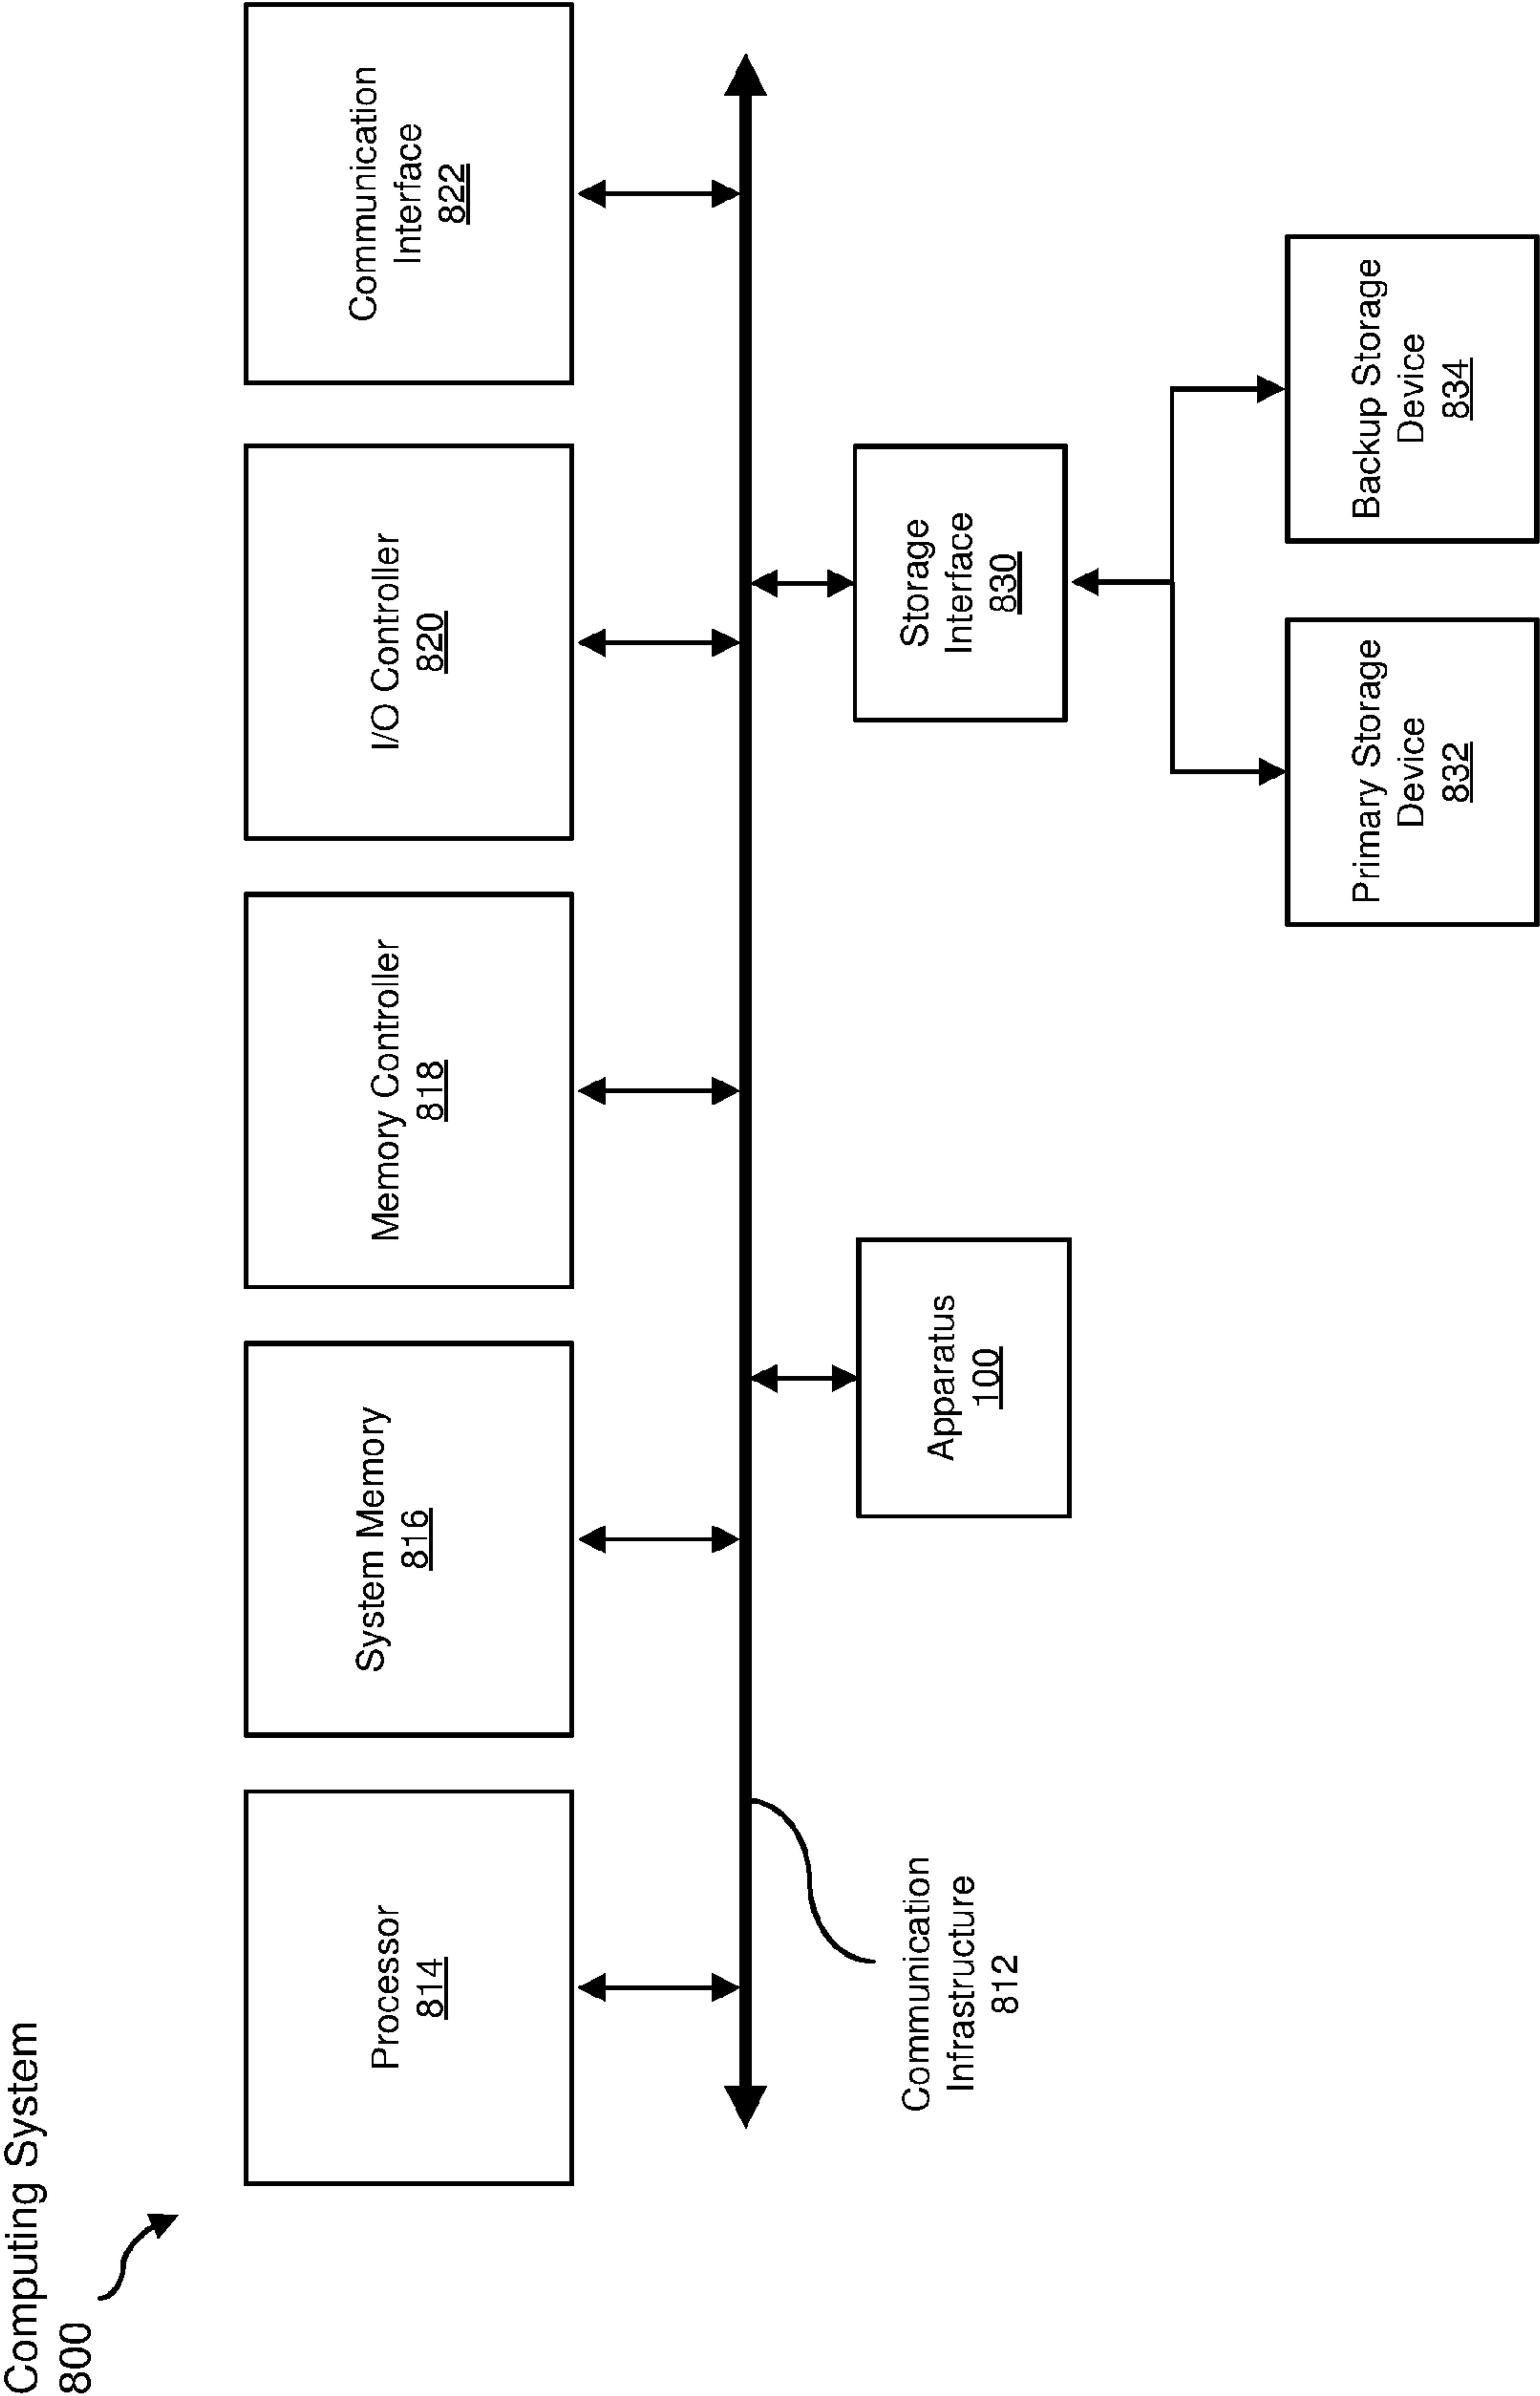 Computing System
800
Processor
814
System Memory
816
Memory Controller
818
I/O Controller
820
Communication
Interface
822
Communication
Infrastructure
812
Apparatus
100
Storage
Interface
830
Primary Storage
Device
832
Backup Storage
Device
834